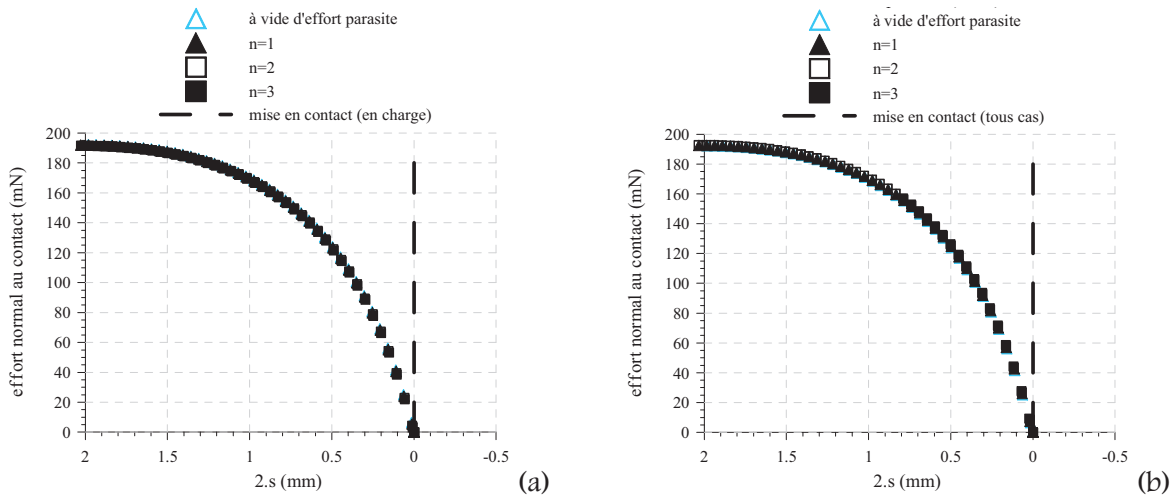 à vide d'effort parasite
n=1
n=2
n=3
mise en contact (en charge)
effort normal au contact (mN)
200
180
160
140
120
100
80
60
40
20
0
2 1.5 1 0.5 0 -0.5
2.s (mm)
(a)
à vide d'effort parasite
n=1
n=2
n=3
mise en contact (tous cas)
effort normal au contact (mN)
200
180
160
140
120
100
80
60
40
20
0
2 1.5 1 0.5 0 -0.5
2.s (mm)
(b)